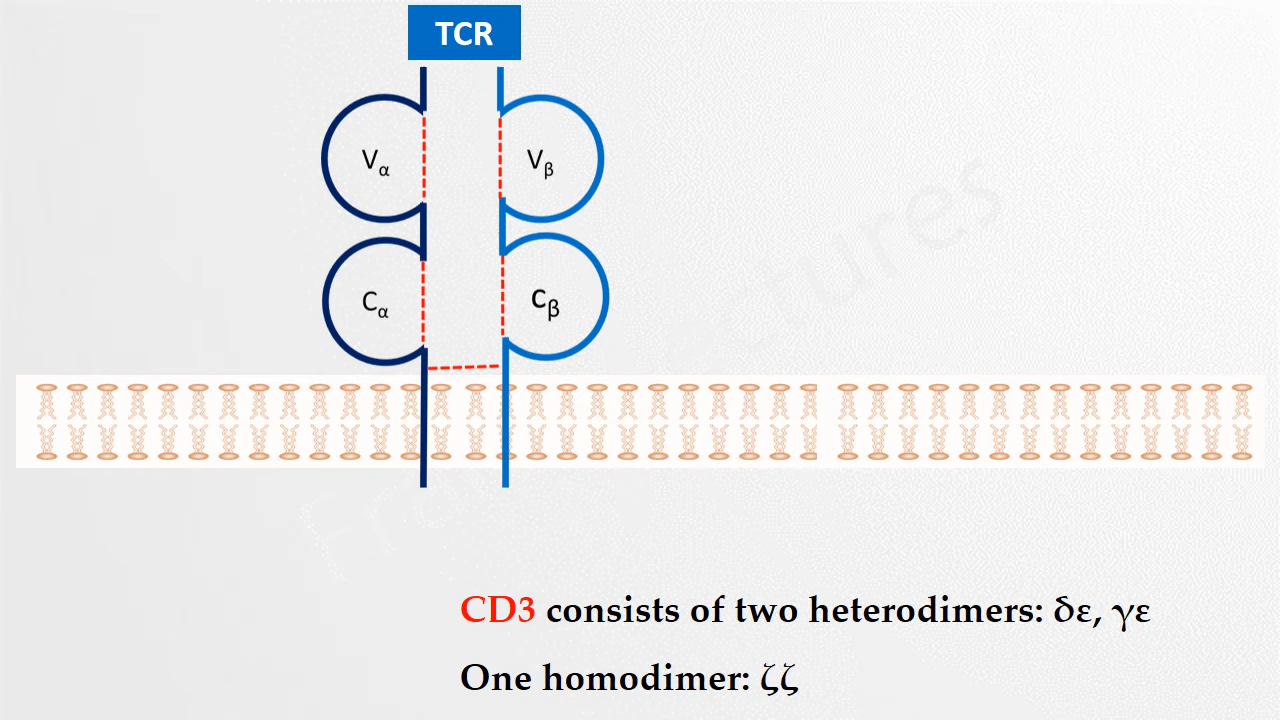 TCR
Vα
Vβ
Cα
Cβ
CD3 consists of two heterodimers: δε, γε
One homodimer: ζζ